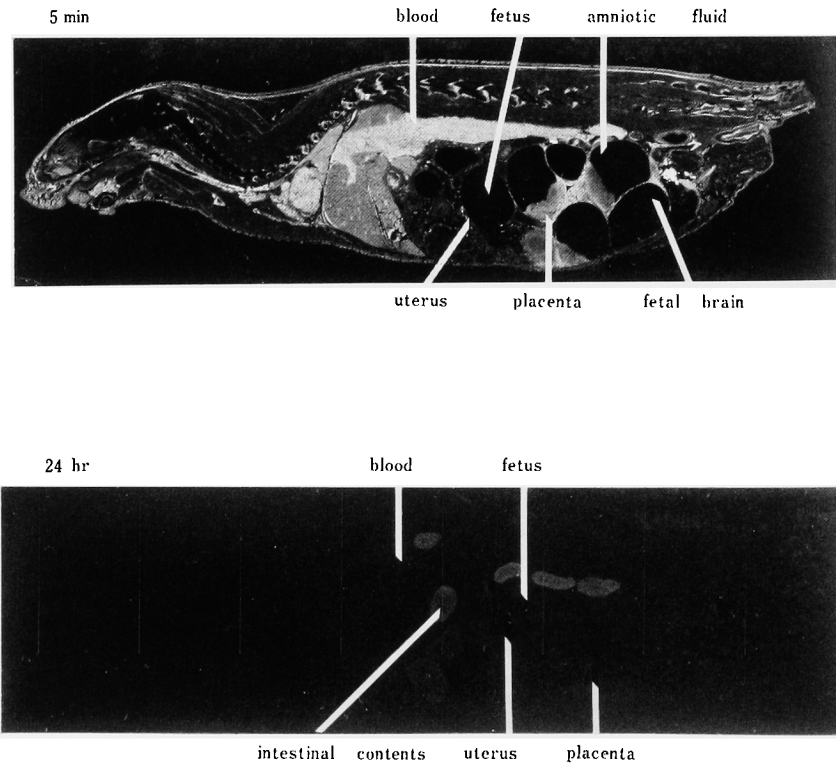 5 min blood fetus amniotic fluid
uterus placenta fetal brain
24 hr blood fetus
intestinal contents uterus placenta